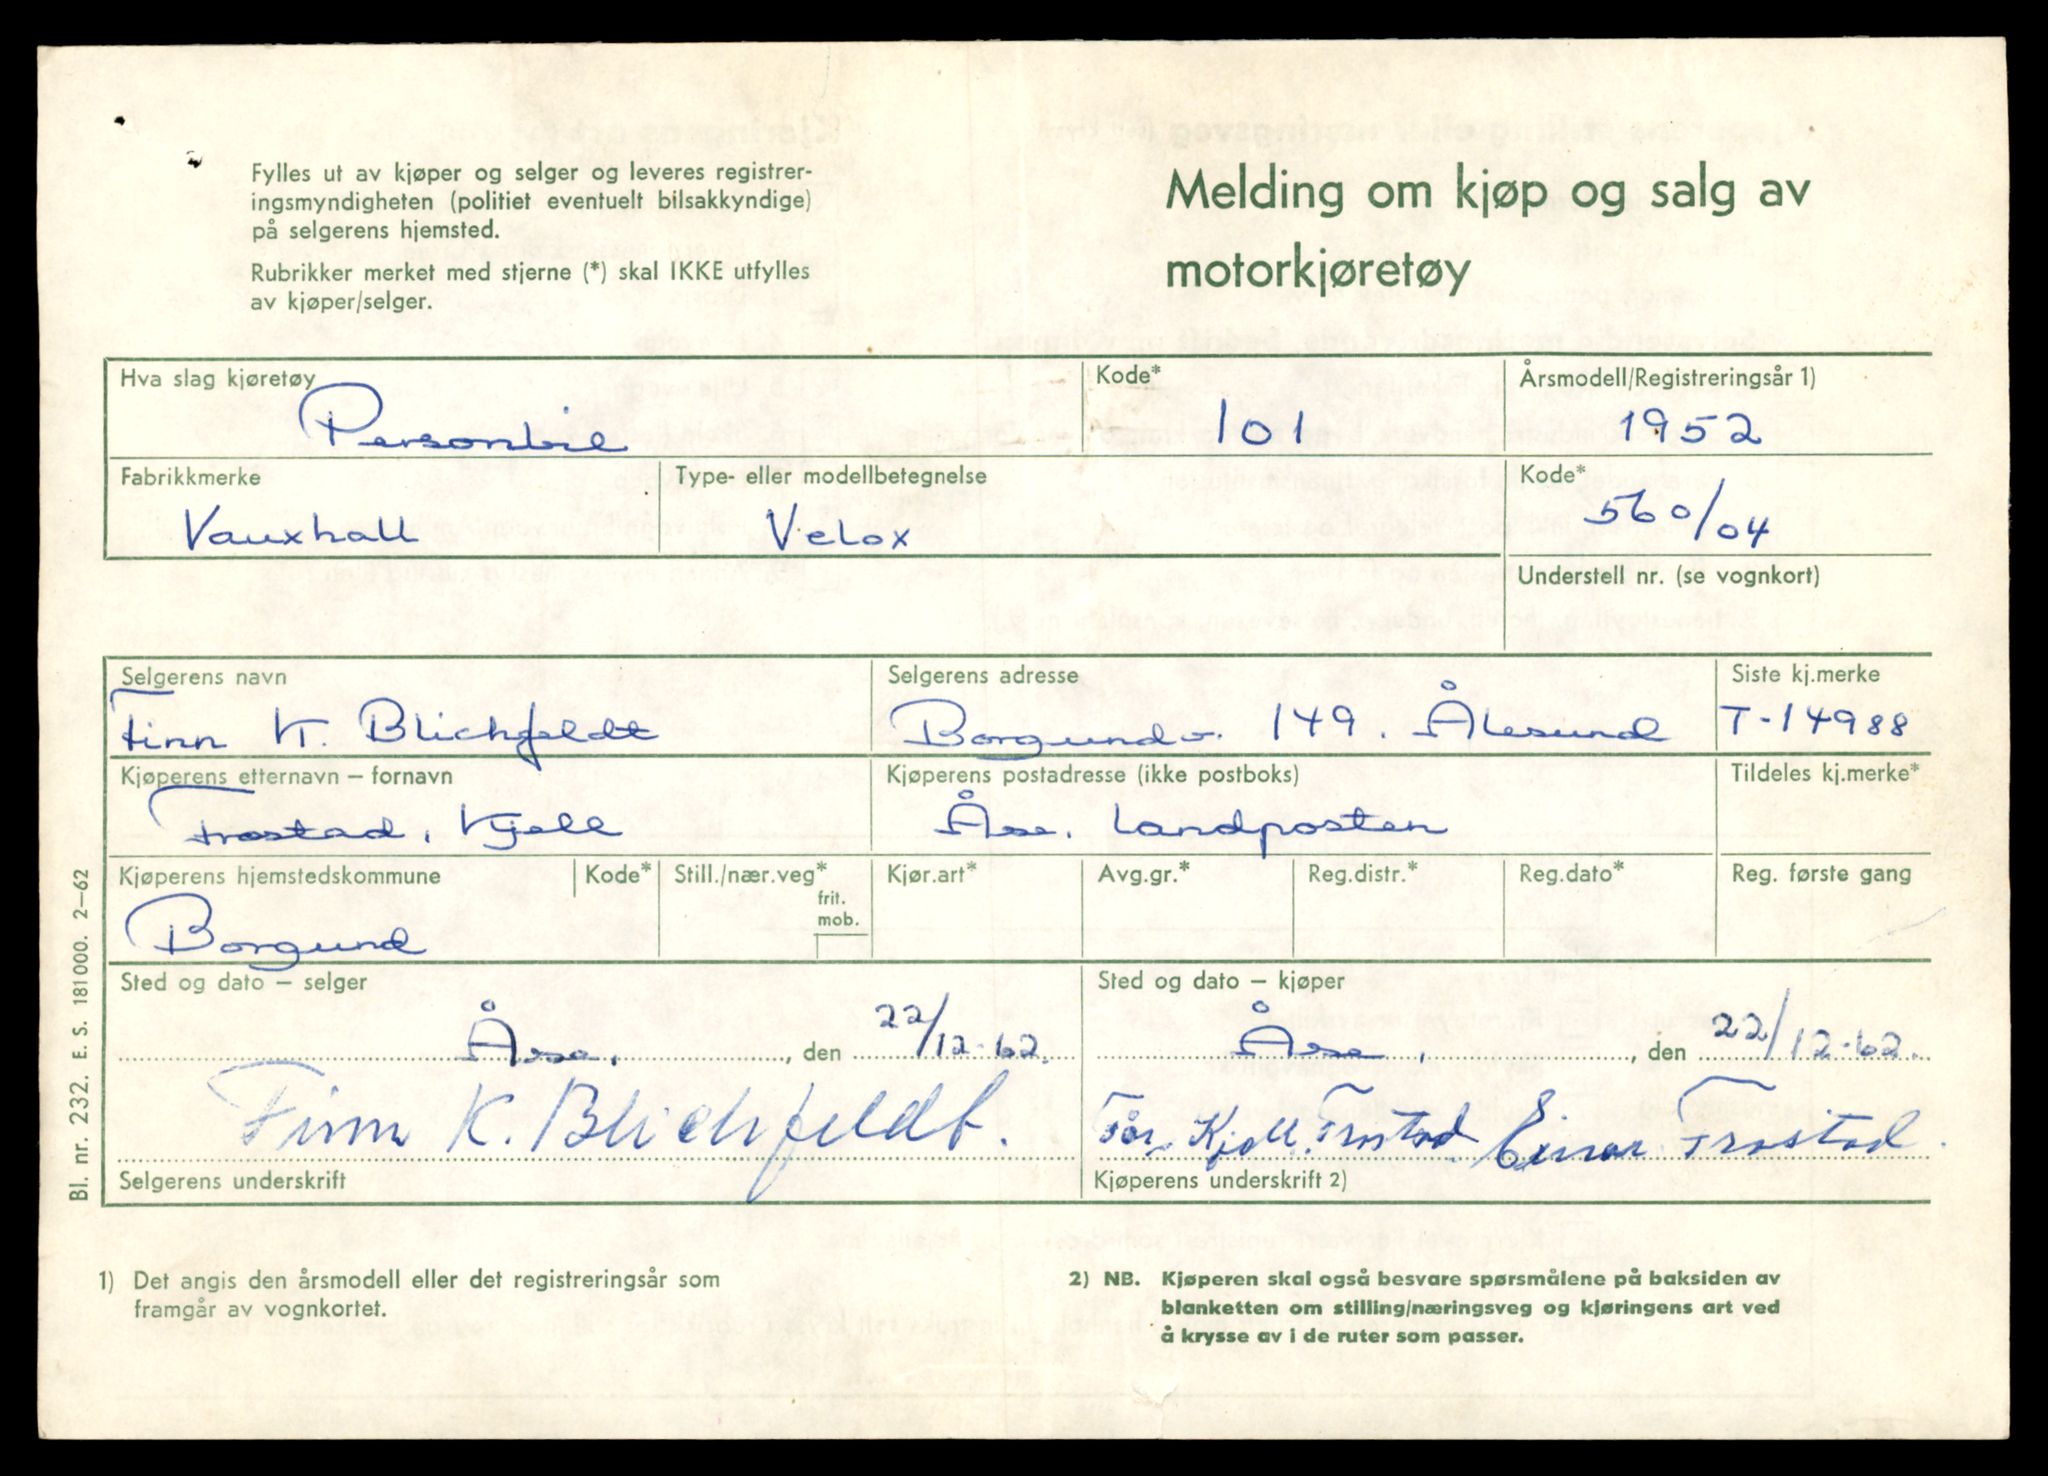 Fylles ut av kjøper og selger og leveres registrer-
ingsmyndigheten (politiet eventuelt bilsakkyndige)
på selgerens hjemsted.
Rubrikker merket med stjerne (*) skal IKKE utfylles
av kjøper/selger.
Melding om kjøp og salg av
motorkjøretøy
Hva slag kjøretøy Kode* Årsmodell/Registreringsår 1)
Personbil 101 1952
Fabrikkmerke Type- eller modellbetegnelse Kode*
Vauxhall Velox 560/04
Understell nr. (se vognkort)
Selgerens navn Selgerens adresse Siste kj.merke
Finn K. Blichfeldt Borgundv. 149. Ålesund T-14988
Kjøperens etternavn – fornavn Kjøperens postadresse (ikke postboks) Tildeles kj.merke*
Frostad, Kjell Åse, Landposten
Kjøperens hjemstedskommune Kode* Still./nær.veg* Kjør.art* Avg.gr.* Reg.distr.* Reg.dato* Reg. første gang
frit.
mob.
Borgund
Sted og dato – selger Sted og dato – kjøper
Åse, , den 22/12-62. Åse, , den 22/12-62.
Finn K. Blichfeldt. For Kjell Frostad Einar Frostad.
Selgerens underskrift Kjøperens underskrift 2)
Bl. nr. 232. E. S. 181000. 2–62
1) Det angis den årsmodell eller det registreringsår som
framgår av vognkortet.
2) NB. Kjøperen skal også besvare spørsmålene på baksiden av
blanketten om stilling/næringsveg og kjøringens art ved
å krysse av i de ruter som passer.